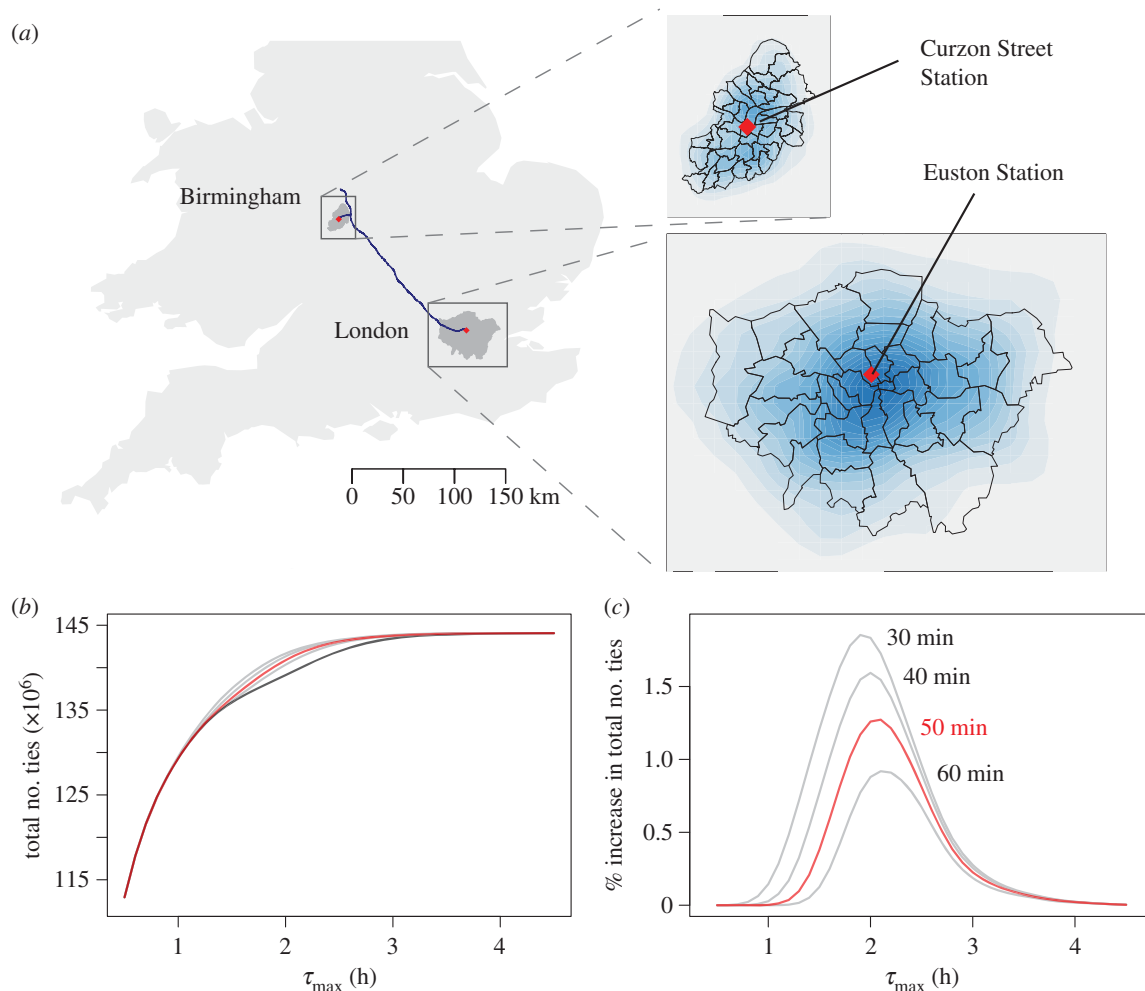 (a)
Curzon Street
Station
Euston Station
Birmingham
London
0 50 100 150 km
(b)
145
135
125
115
total no. ties (×10⁶)
1 2 3 4
τmax (h)
(c)
30 min
40 min
50 min
60 min
1.5
1.0
0.5
0
% increase in total no. ties
1 2 3 4
τmax (h)